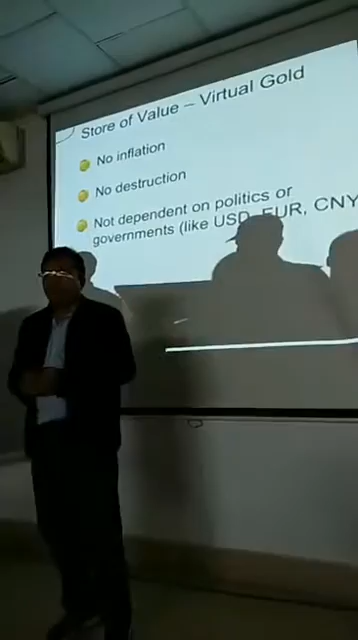 Store of Value – Virtual Gold
No inflation
No destruction
Not dependent on politics or
governments (like USD, EUR, CNY